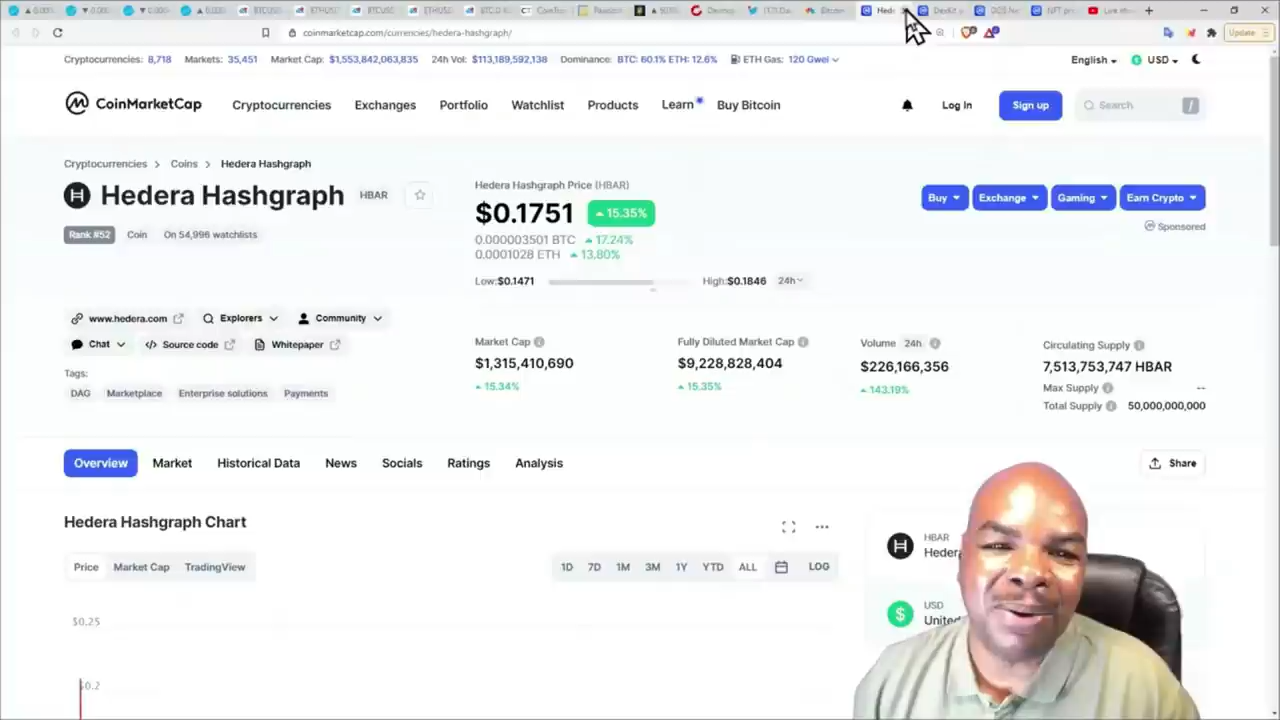 coinmarketcap.com/currencies/hedera-hashgraph/
Update
Cryptocurrencies: 8,718 Markets: 35,451 Market Cap: $1,553,842,063,835 24h Vol: $113,189,592,138 Dominance: BTC: 60.1% ETH: 12.6% ETH Gas: 120 Gwei
English USD
CoinMarketCap
Cryptocurrencies Exchanges Portfolio Watchlist Products Learn Buy Bitcoin
Log In Sign up Search /
Cryptocurrencies > Coins > Hedera Hashgraph
Hedera Hashgraph HBAR
Rank #52 Coin On 54,996 watchlists
Hedera Hashgraph Price (HBAR)
$0.1751 15.35%
0.000003501 BTC 17.24%
0.0001028 ETH 13.80%
Low:$0.1471 High:$0.1846 24h
Buy Exchange Gaming Earn Crypto
Sponsored
www.hedera.com Explorers Community
Chat Source code Whitepaper
Tags:
DAG Marketplace Enterprise solutions Payments
Market Cap
$1,315,410,690
15.34%
Fully Diluted Market Cap
$9,228,828,404
15.35%
Volume 24h
$226,166,356
143.19%
Circulating Supply
7,513,753,747 HBAR
Max Supply --
Total Supply 50,000,000,000
Overview Market Historical Data News Socials Ratings Analysis
Share
Hedera Hashgraph Chart
Price Market Cap TradingView
1D 7D 1M 3M 1Y YTD ALL LOG
$0.25
$0.2
HBAR
Heder
USD
United